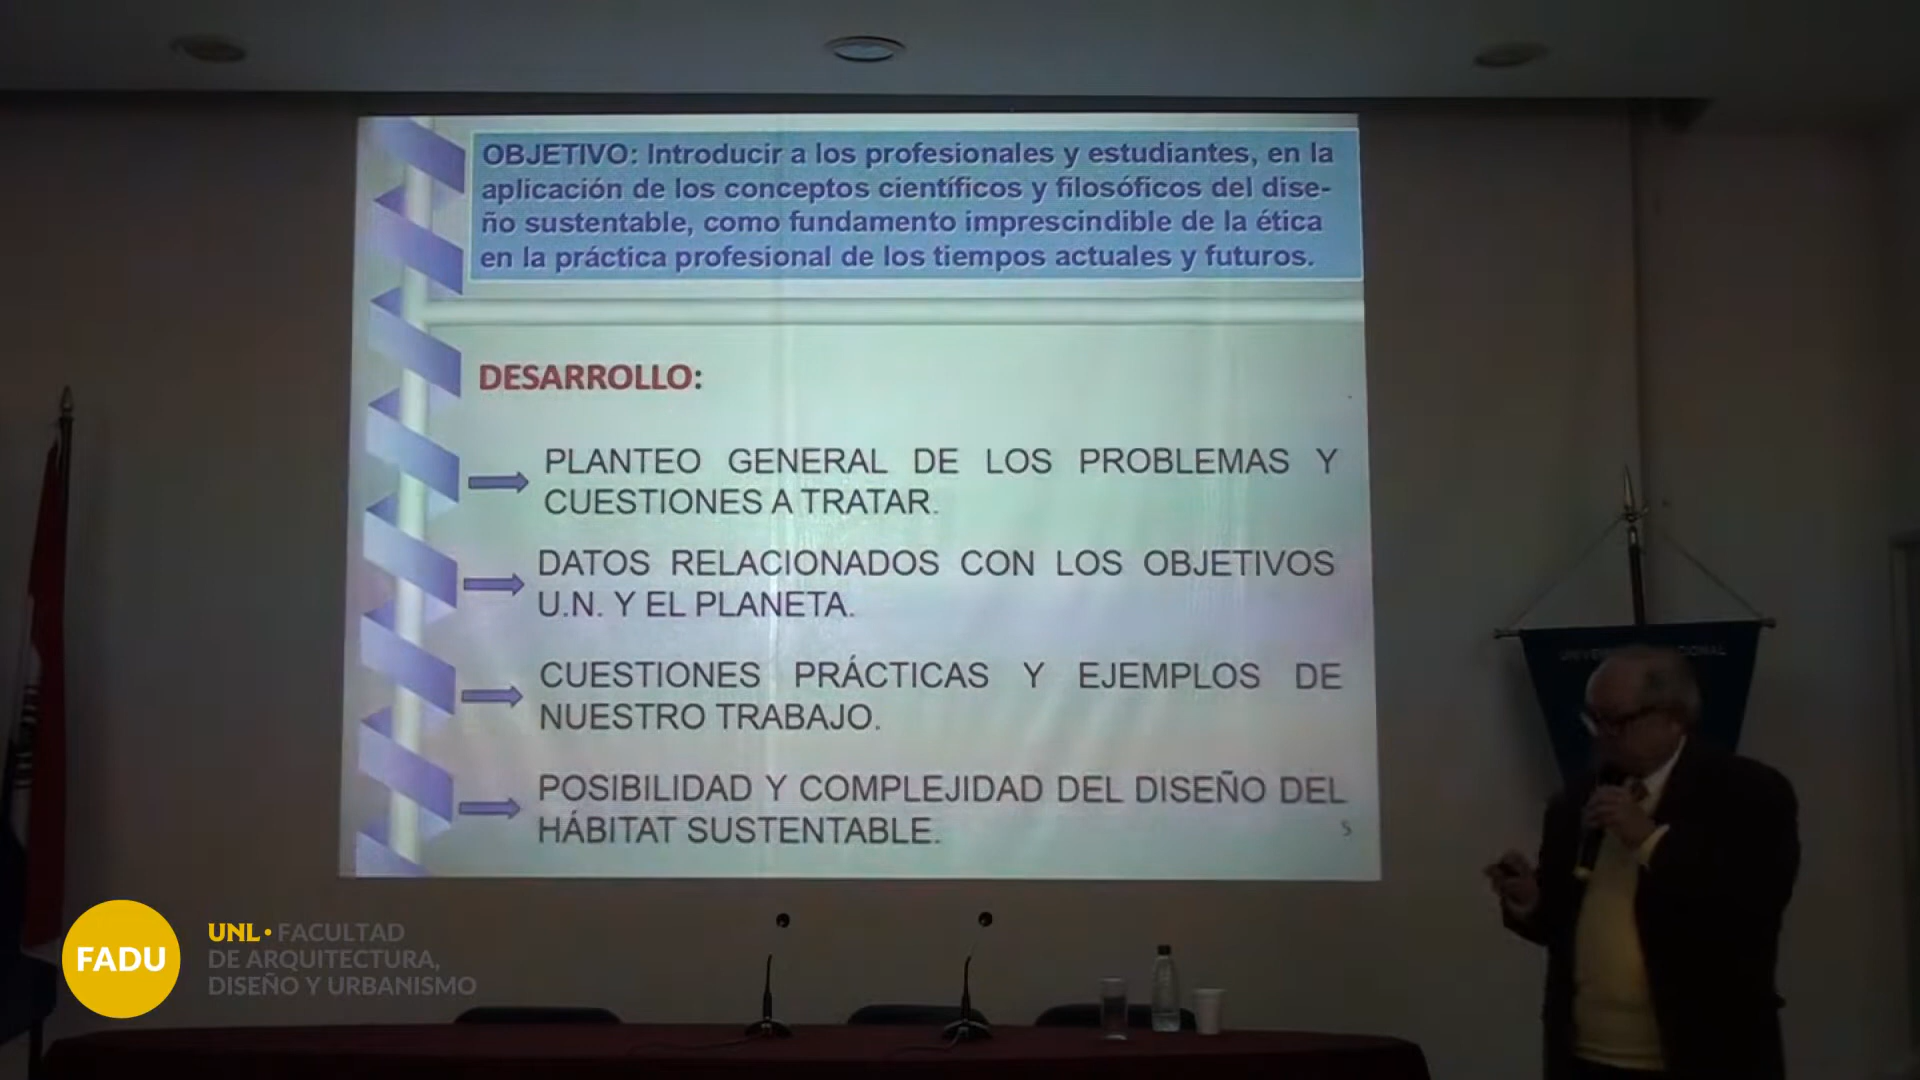 OBJETIVO: Introducir a los profesionales y estudiantes, en la
aplicación de los conceptos científicos y filosóficos del dise-
ño sustentable, como fundamento imprescindible de la ética
en la práctica profesional de los tiempos actuales y futuros.
DESARROLLO:
PLANTEO GENERAL DE LOS PROBLEMAS Y
CUESTIONES A TRATAR.
DATOS RELACIONADOS CON LOS OBJETIVOS
U.N. Y EL PLANETA.
CUESTIONES PRÁCTICAS Y EJEMPLOS DE
NUESTRO TRABAJO.
POSIBILIDAD Y COMPLEJIDAD DEL DISEÑO DEL
HÁBITAT SUSTENTABLE.
5
FADU
UNL • FACULTAD
DE ARQUITECTURA,
DISEÑO Y URBANISMO